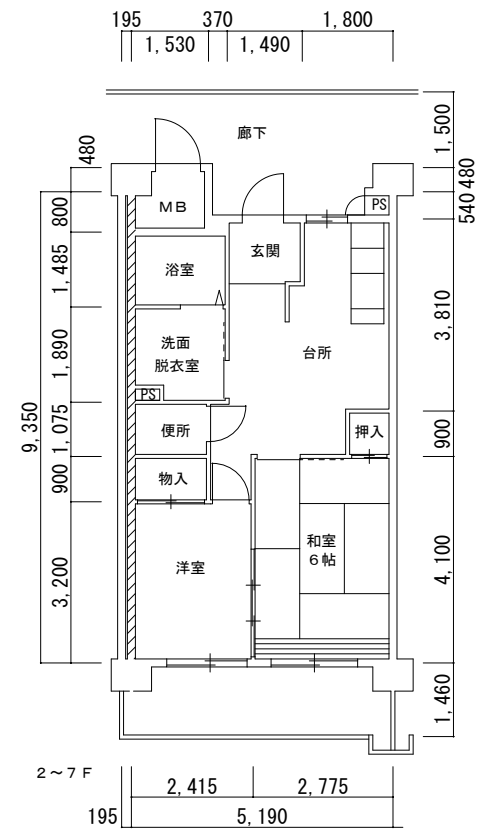 195 370 1,800
1,530 1,490
廊下
480
1,500
480
540
MB
PS
800
玄関
浴室
1,485
3,810
洗面
脱衣室
台所
1,890
PS
9,350
便所
1,075
押入
900
物入
900
和室
6帖
洋室
3,200
4,100
1,460
2～7F
2,415 2,775
195 5,190